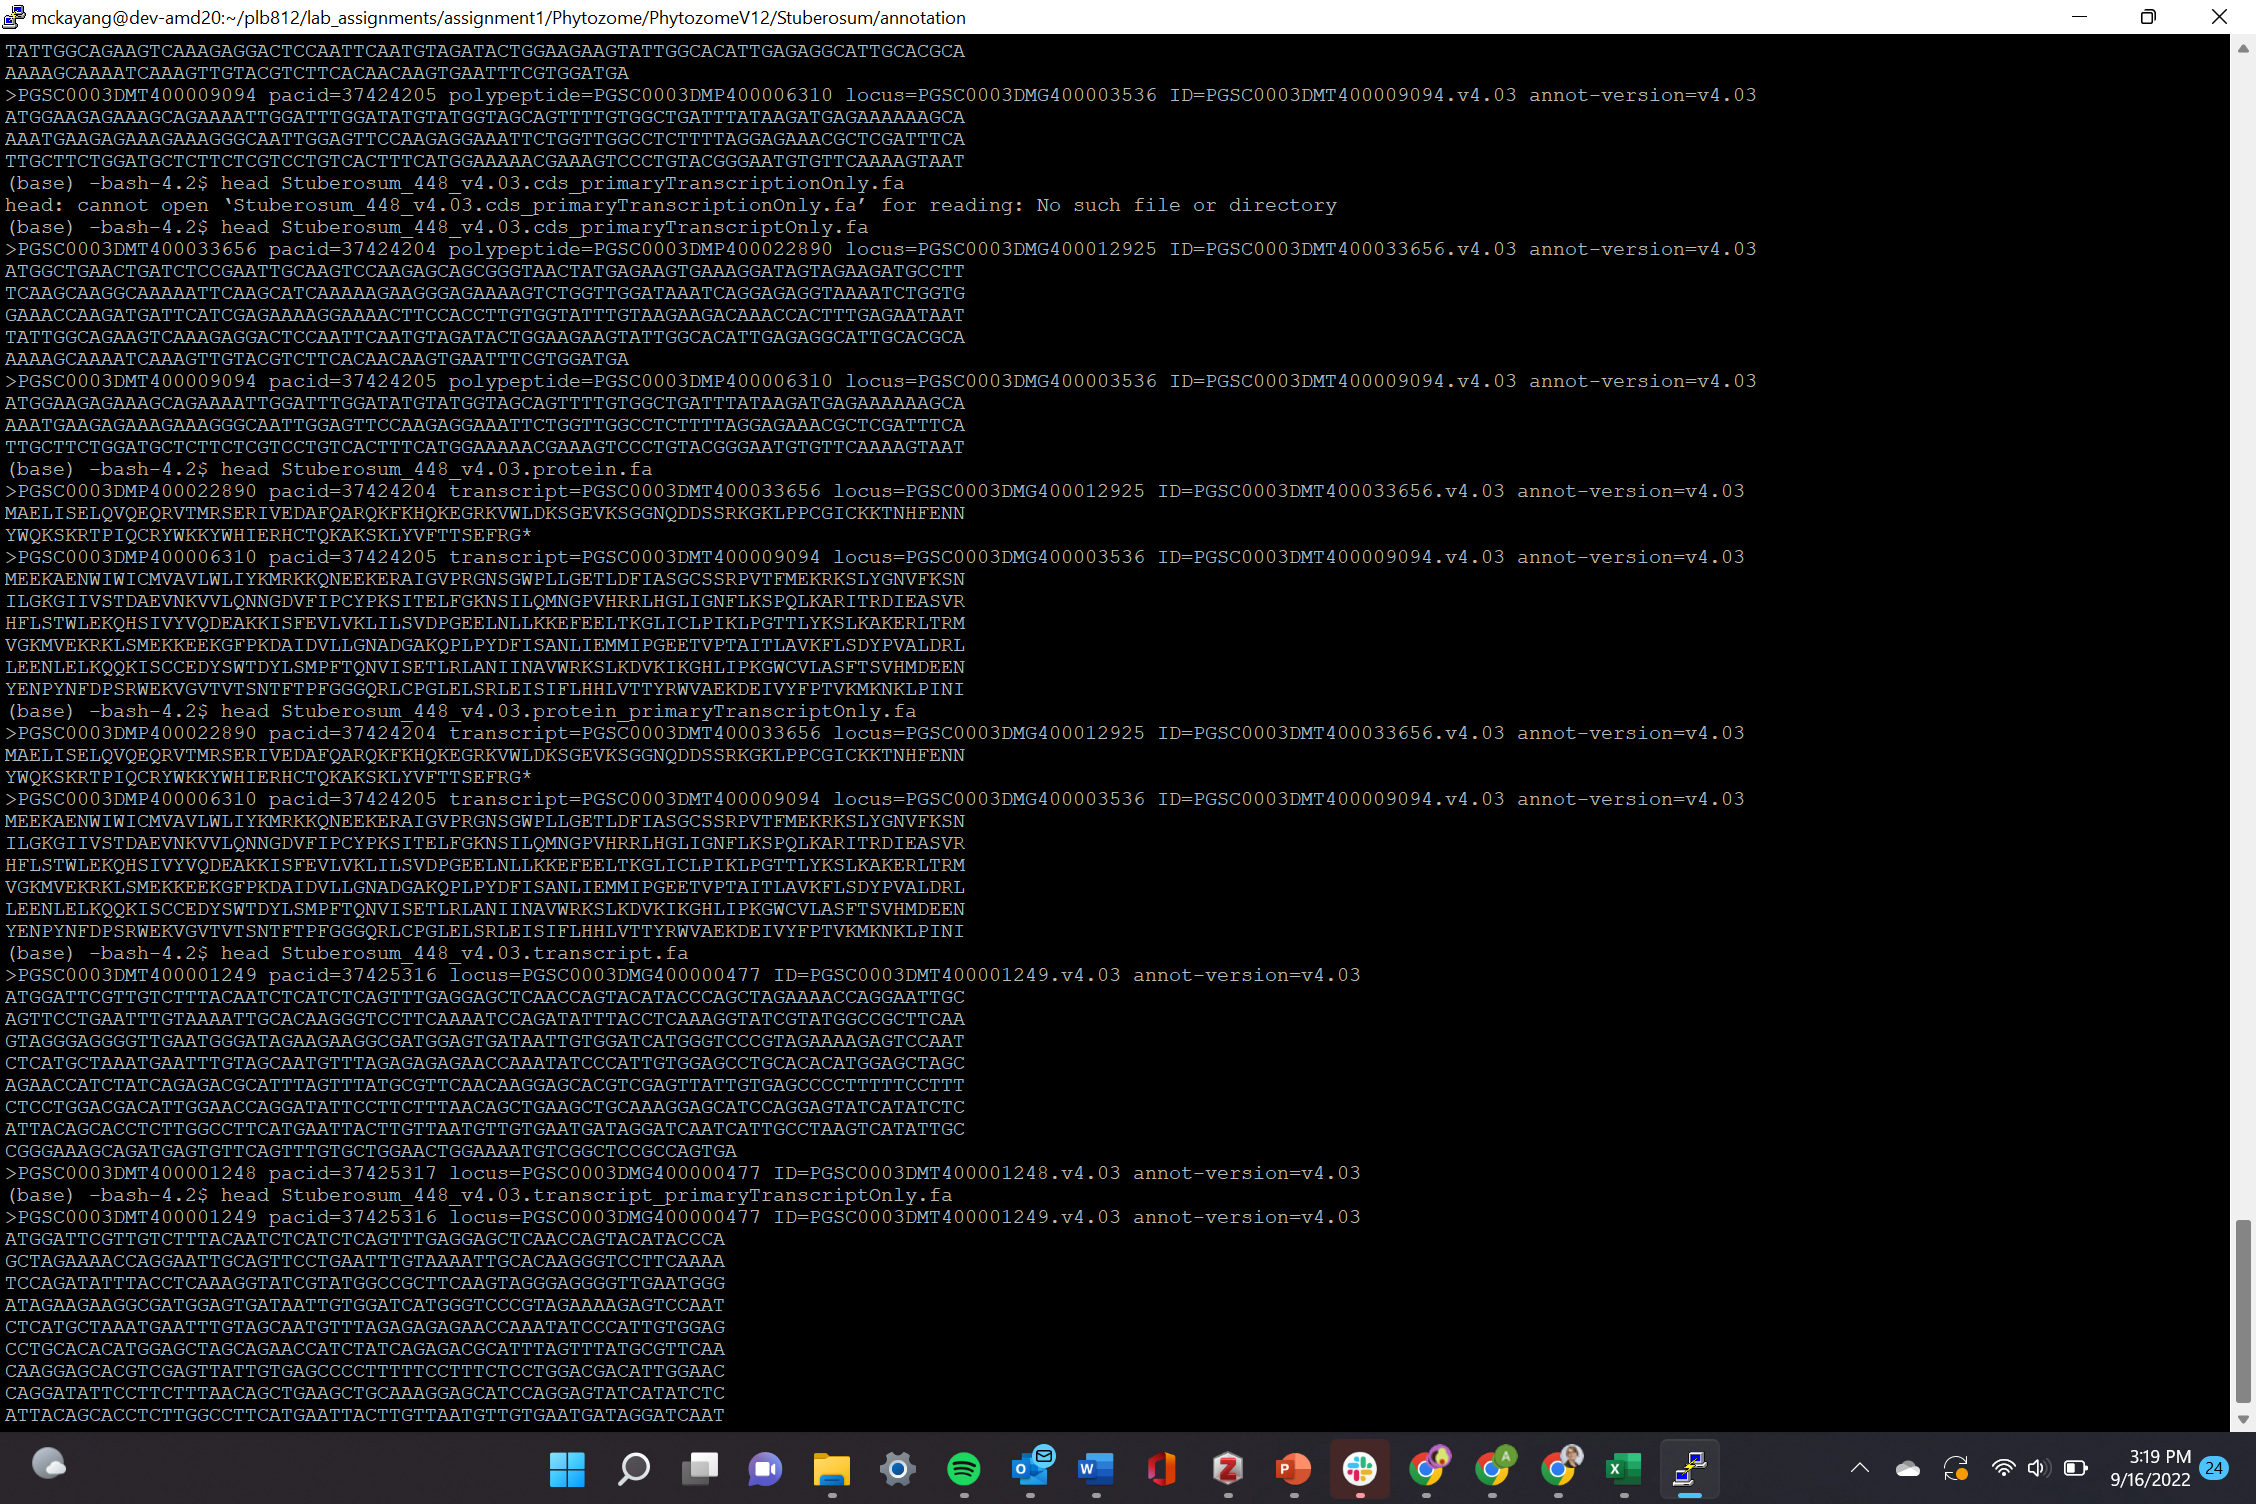 mckayang@dev-amd20:~/plb812/lab_assignments/assignment1/Phytozome/PhytozomeV12/Stuberosum/annotation
TATTGGCAGAAGTCAAAGAGGACTCCAATTCAATGTAGATACTGGAAGAAGTATTGGCACATTGAGAGGCATTGCACGCA
AAAAGCAAAATCAAAGTTGTACGTCTTCACAACAAGTGAATTTCGTGGATGA
>PGSC0003DMT400009094 pacid=37424205 polypeptide=PGSC0003DMP400006310 locus=PGSC0003DMG400003536 ID=PGSC0003DMT400009094.v4.03 annot-version=v4.03
ATGGAAGAGAAAGCAGAAAATTGGATTTGGATATGTATGGTAGCAGTTTTGTGGCTGATTTATAAGATGAGAAAAAAGCA
AAATGAAGAGAAAGAAAGGGCAATTGGAGTTCCAAGAGGAAATTCTGGTTGGCCTCTTTTAGGAGAAACGCTCGATTTCA
TTGCTTCTGGATGCTCTTCTCGTCCTGTCACTTTCATGGAAAAACGAAAGTCCCTGTACGGGAATGTGTTCAAAAGTAAT
(base) -bash-4.2$ head Stuberosum_448_v4.03.cds_primaryTranscriptionOnly.fa
head: cannot open ‘Stuberosum_448_v4.03.cds_primaryTranscriptionOnly.fa’ for reading: No such file or directory
(base) -bash-4.2$ head Stuberosum_448_v4.03.cds_primaryTranscriptOnly.fa
>PGSC0003DMT400033656 pacid=37424204 polypeptide=PGSC0003DMP400022890 locus=PGSC0003DMG400012925 ID=PGSC0003DMT400033656.v4.03 annot-version=v4.03
ATGGCTGAACTGATCTCCGAATTGCAAGTCCAAGAGCAGCGGGTAACTATGAGAAGTGAAAGGATAGTAGAAGATGCCTT
TCAAGCAAGGCAAAAATTCAAGCATCAAAAAGAAGGGAGAAAAGTCTGGTTGGATAAATCAGGAGAGGTAAAATCTGGTG
GAAACCAAGATGATTCATCGAGAAAAGGAAAACTTCCACCTTGTGGTATTTGTAAGAAGACAAACCACTTTGAGAATAAT
TATTGGCAGAAGTCAAAGAGGACTCCAATTCAATGTAGATACTGGAAGAAGTATTGGCACATTGAGAGGCATTGCACGCA
AAAAGCAAAATCAAAGTTGTACGTCTTCACAACAAGTGAATTTCGTGGATGA
>PGSC0003DMT400009094 pacid=37424205 polypeptide=PGSC0003DMP400006310 locus=PGSC0003DMG400003536 ID=PGSC0003DMT400009094.v4.03 annot-version=v4.03
ATGGAAGAGAAAGCAGAAAATTGGATTTGGATATGTATGGTAGCAGTTTTGTGGCTGATTTATAAGATGAGAAAAAAGCA
AAATGAAGAGAAAGAAAGGGCAATTGGAGTTCCAAGAGGAAATTCTGGTTGGCCTCTTTTAGGAGAAACGCTCGATTTCA
TTGCTTCTGGATGCTCTTCTCGTCCTGTCACTTTCATGGAAAAACGAAAGTCCCTGTACGGGAATGTGTTCAAAAGTAAT
(base) -bash-4.2$ head Stuberosum_448_v4.03.protein.fa
>PGSC0003DMP400022890 pacid=37424204 transcript=PGSC0003DMT400033656 locus=PGSC0003DMG400012925 ID=PGSC0003DMT400033656.v4.03 annot-version=v4.03
MAELISELQVQEQRVTMRSERIVEDAFQARQKFKHQKEGRKVWLDKSGEVKSGGNQDDSSRKGKLPPCGICKKTNHFENN
YWQKSKRTPIQCRYWKKYWHIERHCTQKAKSKLYVFTTSEFRG*
>PGSC0003DMP400006310 pacid=37424205 transcript=PGSC0003DMT400009094 locus=PGSC0003DMG400003536 ID=PGSC0003DMT400009094.v4.03 annot-version=v4.03
MEEKAENWIWICMVAVLWLIYKMRKKQNEEKERAIGVPRGNSGWPLLGETLDFIASGCSSRPVTFMEKRKSLYGNVFKSN
ILGKGIIVSTDAEVNKVVLQNNGDVFIPCYPKSITELFGKNSILQMNGPVHRRLHGLIGNFLKSPQLKARITRDIEASVR
HFLSTWLEKQHSIVYVQDEAKKISFEVLVKLILSVDPGEELNLLKKEFEELTKGLICLPIKLPGTTLYKSLKAKERLTRM
VGKMVEKRKLSMEKKEEKGFPKDAIDVLLGNADGAKQPLPYDFISANLIEMMIPGEETVPTAITLAVKFLSDYPVALDRL
LEENLELKQQKISCCEDYSWTDYLSMPFTQNVISETLRLANIINAVWRKSLKDVKIKGHLIPKGWCVLASFTSVHMDEEN
YENPYNFDPSRWEKVGVTVTSNTFTPFGGGQRLCPGLELSRLEISIFLHHLVTTYRWVAEKDEIVYFPTVKMKNKLPINI
(base) -bash-4.2$ head Stuberosum_448_v4.03.protein_primaryTranscriptOnly.fa
>PGSC0003DMP400022890 pacid=37424204 transcript=PGSC0003DMT400033656 locus=PGSC0003DMG400012925 ID=PGSC0003DMT400033656.v4.03 annot-version=v4.03
MAELISELQVQEQRVTMRSERIVEDAFQARQKFKHQKEGRKVWLDKSGEVKSGGNQDDSSRKGKLPPCGICKKTNHFENN
YWQKSKRTPIQCRYWKKYWHIERHCTQKAKSKLYVFTTSEFRG*
>PGSC0003DMP400006310 pacid=37424205 transcript=PGSC0003DMT400009094 locus=PGSC0003DMG400003536 ID=PGSC0003DMT400009094.v4.03 annot-version=v4.03
MEEKAENWIWICMVAVLWLIYKMRKKQNEEKERAIGVPRGNSGWPLLGETLDFIASGCSSRPVTFMEKRKSLYGNVFKSN
ILGKGIIVSTDAEVNKVVLQNNGDVFIPCYPKSITELFGKNSILQMNGPVHRRLHGLIGNFLKSPQLKARITRDIEASVR
HFLSTWLEKQHSIVYVQDEAKKISFEVLVKLILSVDPGEELNLLKKEFEELTKGLICLPIKLPGTTLYKSLKAKERLTRM
VGKMVEKRKLSMEKKEEKGFPKDAIDVLLGNADGAKQPLPYDFISANLIEMMIPGEETVPTAITLAVKFLSDYPVALDRL
LEENLELKQQKISCCEDYSWTDYLSMPFTQNVISETLRLANIINAVWRKSLKDVKIKGHLIPKGWCVLASFTSVHMDEEN
YENPYNFDPSRWEKVGVTVTSNTFTPFGGGQRLCPGLELSRLEISIFLHHLVTTYRWVAEKDEIVYFPTVKMKNKLPINI
(base) -bash-4.2$ head Stuberosum_448_v4.03.transcript.fa
>PGSC0003DMT400001249 pacid=37425316 locus=PGSC0003DMG400000477 ID=PGSC0003DMT400001249.v4.03 annot-version=v4.03
ATGGATTCGTTGTCTTTACAATCTCATCTCAGTTTGAGGAGCTCAACCAGTACATACCCAGCTAGAAAACCAGGAATTGC
AGTTCCTGAATTTGTAAAATTGCACAAGGGTCCTTCAAAATCCAGATATTTACCTCAAAGGTATCGTATGGCCGCTTCAA
GTAGGGAGGGGTTGAATGGGATAGAAGAAGGCGATGGAGTGATAATTGTGGATCATGGGTCCCGTAGAAAAGAGTCCAAT
CTCATGCTAAATGAATTTGTAGCAATGTTTAGAGAGAGAACCAAATATCCCATTGTGGAGCCTGCACACATGGAGCTAGC
AGAACCATCTATCAGAGACGCATTTAGTTTATGCGTTCAACAAGGAGCACGTCGAGTTATTGTGAGCCCCTTTTTCCTTT
CTCCTGGACGACATTGGAACCAGGATATTCCTTCTTTAACAGCTGAAGCTGCAAAGGAGCATCCAGGAGTATCATATCTC
ATTACAGCACCTCTTGGCCTTCATGAATTACTTGTTAATGTTGTGAATGATAGGATCAATCATTGCCTAAGTCATATTGC
CGGGAAAGCAGATGAGTGTTCAGTTTGTGCTGGAACTGGAAAATGTCGGCTCCGCCAGTGA
>PGSC0003DMT400001248 pacid=37425317 locus=PGSC0003DMG400000477 ID=PGSC0003DMT400001248.v4.03 annot-version=v4.03
(base) -bash-4.2$ head Stuberosum_448_v4.03.transcript_primaryTranscriptOnly.fa
>PGSC0003DMT400001249 pacid=37425316 locus=PGSC0003DMG400000477 ID=PGSC0003DMT400001249.v4.03 annot-version=v4.03
ATGGATTCGTTGTCTTTACAATCTCATCTCAGTTTGAGGAGCTCAACCAGTACATACCCA
GCTAGAAAACCAGGAATTGCAGTTCCTGAATTTGTAAAATTGCACAAGGGTCCTTCAAAA
TCCAGATATTTACCTCAAAGGTATCGTATGGCCGCTTCAAGTAGGGAGGGGTTGAATGGG
ATAGAAGAAGGCGATGGAGTGATAATTGTGGATCATGGGTCCCGTAGAAAAGAGTCCAAT
CTCATGCTAAATGAATTTGTAGCAATGTTTAGAGAGAGAACCAAATATCCCATTGTGGAG
CCTGCACACATGGAGCTAGCAGAACCATCTATCAGAGACGCATTTAGTTTATGCGTTCAA
CAAGGAGCACGTCGAGTTATTGTGAGCCCCTTTTTCCTTTCTCCTGGACGACATTGGAAC
CAGGATATTCCTTCTTTAACAGCTGAAGCTGCAAAGGAGCATCCAGGAGTATCATATCTC
ATTACAGCACCTCTTGGCCTTCATGAATTACTTGTTAATGTTGTGAATGATAGGATCAAT
3:19 PM
9/16/2022
24